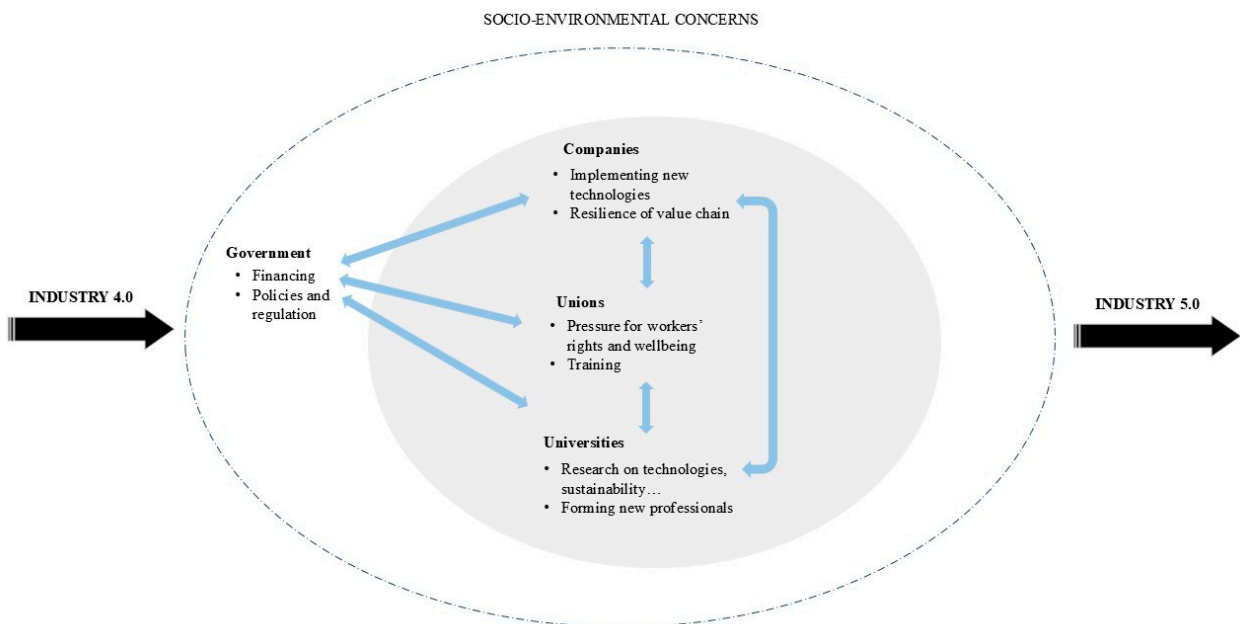 SOCIO-ENVIRONMENTAL CONCERNS
Companies
• Implementing new
technologies
• Resilience of value chain
Government
• Financing
• Policies and
regulation
INDUSTRY 4.0
Unions
• Pressure for workers’
rights and wellbeing
• Training
INDUSTRY 5.0
Universities
• Research on technologies,
sustainability…
• Forming new professionals